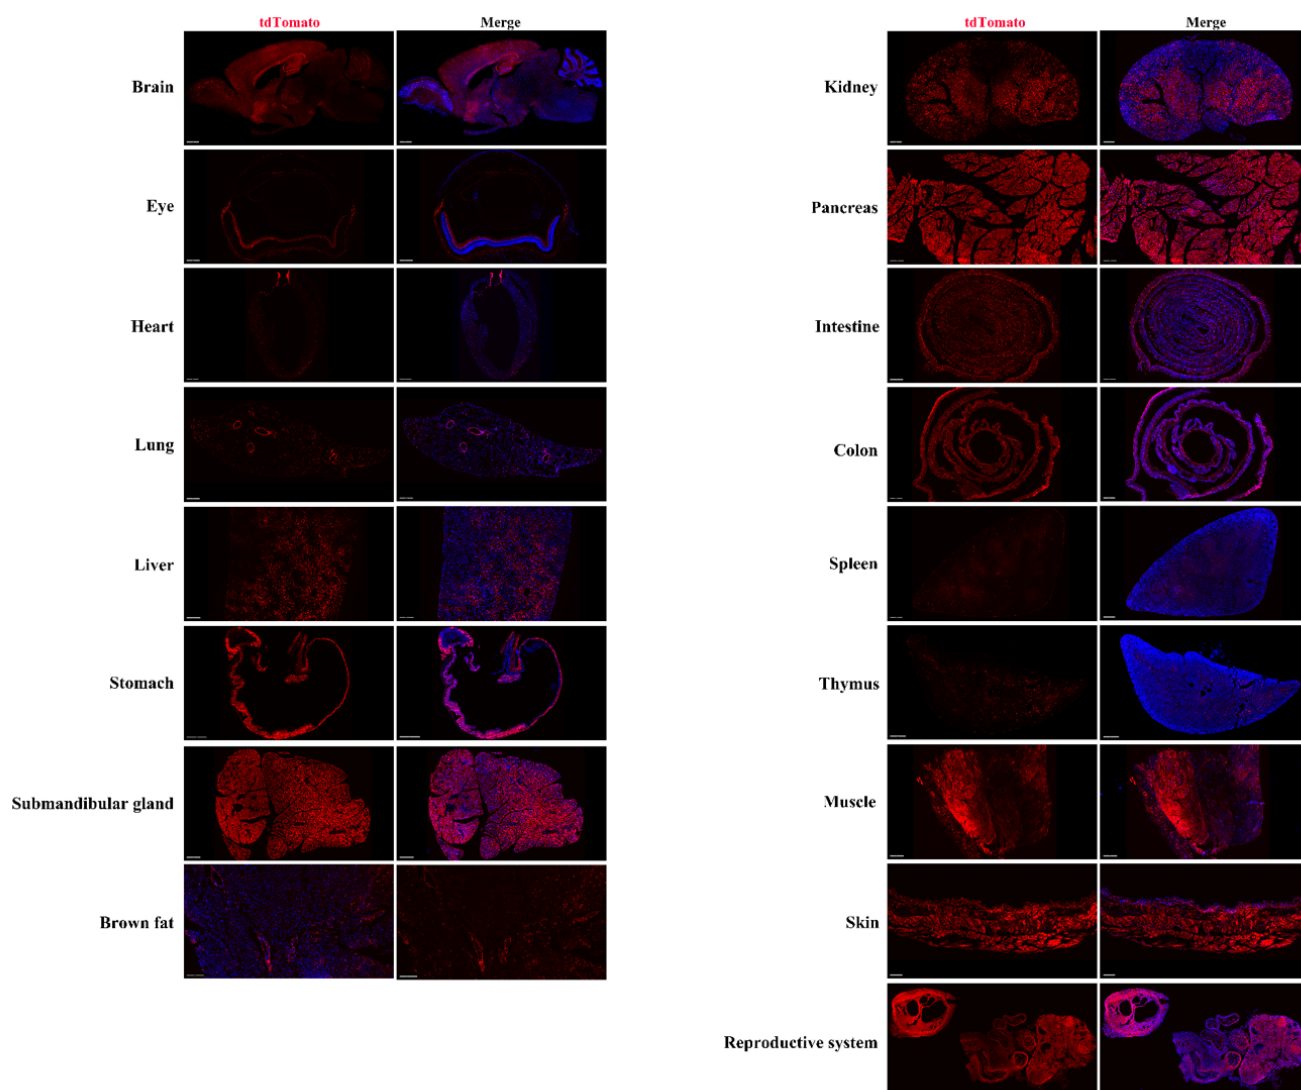 tdTomato Merge
Brain
Eye
Heart
Lung
Liver
Stomach
Submandibular gland
Brown fat
tdTomato Merge
Kidney
Pancreas
Intestine
Colon
Spleen
Thymus
Muscle
Skin
Reproductive system